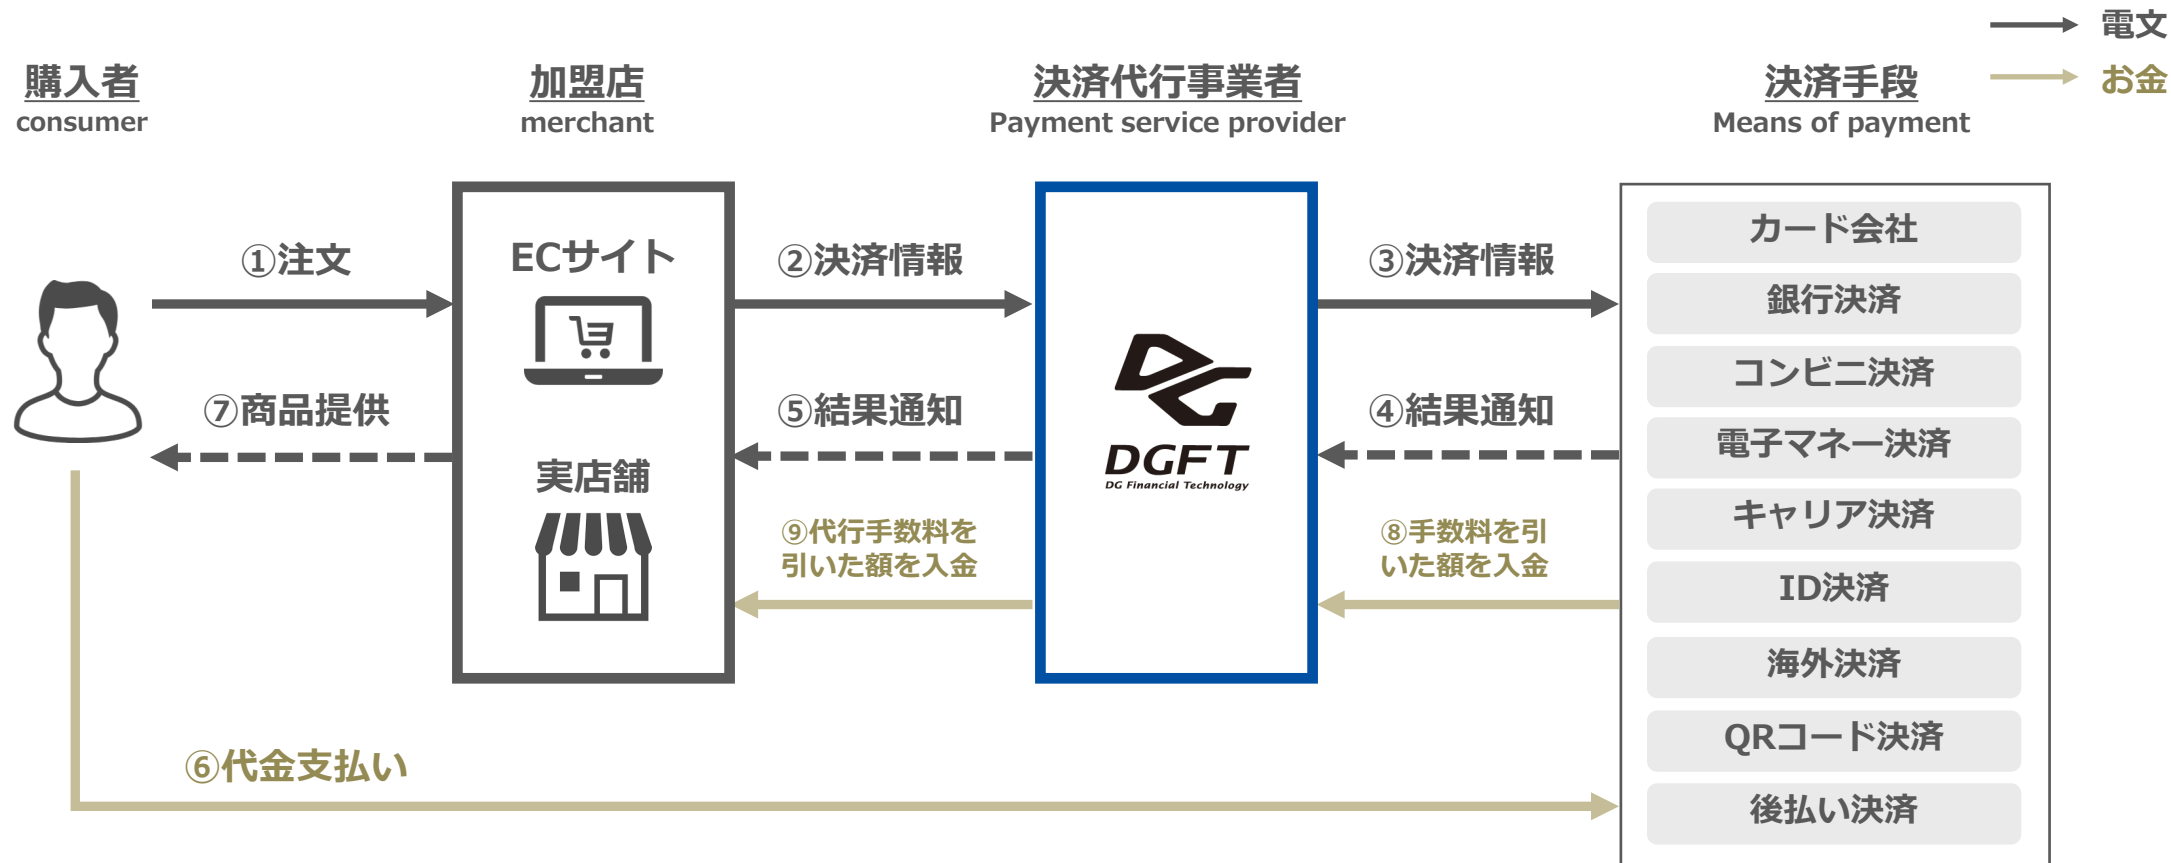 電文
お金
購入者
consumer
加盟店
merchant
決済代行事業者
Payment service provider
決済手段
Means of payment
①注文
ECサイト
②決済情報
③決済情報
⑦商品提供
実店舗
⑤結果通知
④結果通知
DGFT
DG Financial Technology
⑨代行手数料を
引いた額を入金
⑧手数料を引
いた額を入金
⑥代金支払い
カード会社
銀行決済
コンビニ決済
電子マネー決済
キャリア決済
ID決済
海外決済
QRコード決済
後払い決済